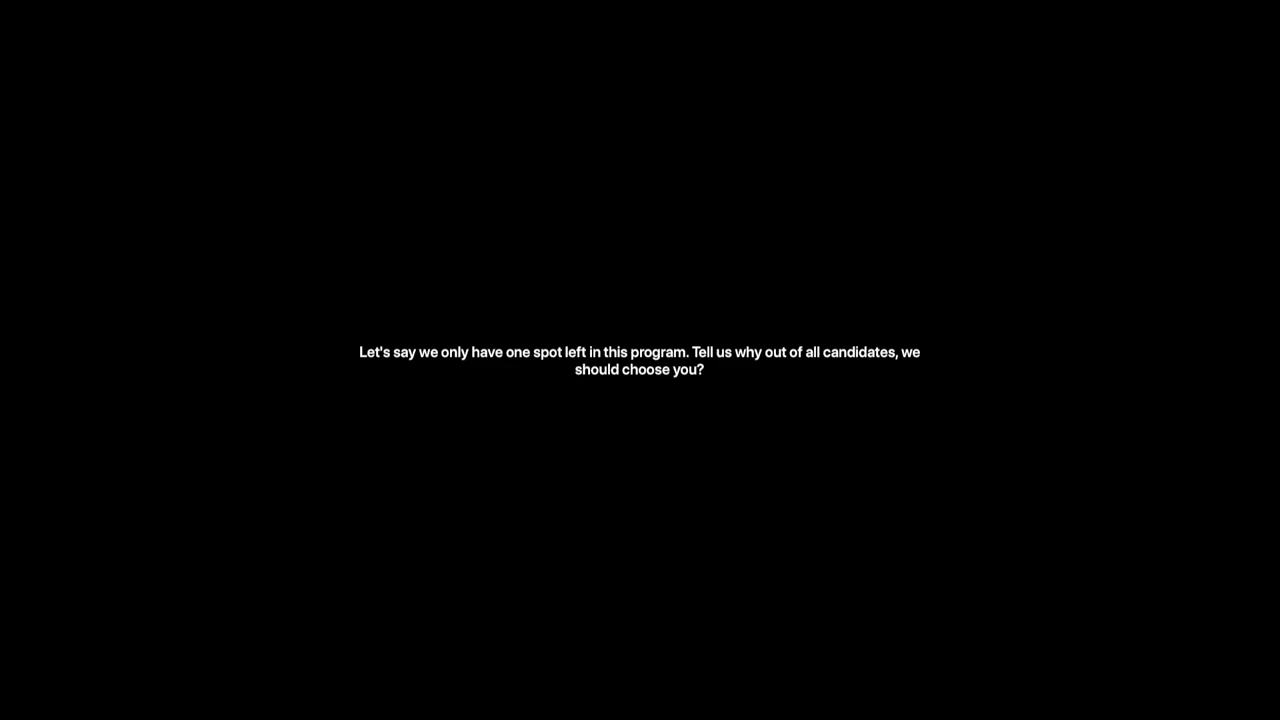 Let's say we only have one spot left in this program. Tell us why out of all candidates, we
should choose you?